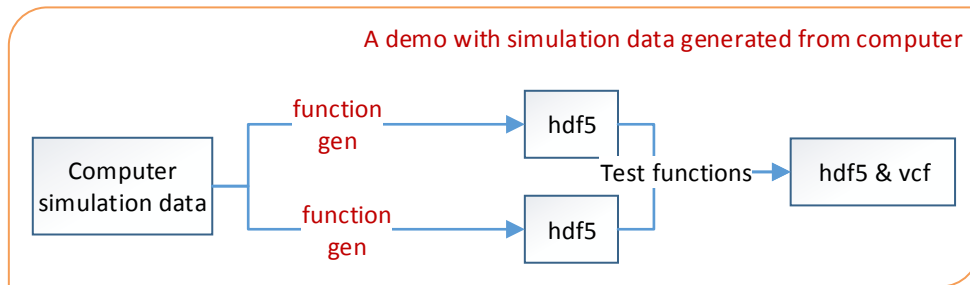 A demo with simulation data generated from computer
function
gen
hdf5
Computer
simulation data
Test functions
hdf5 & vcf
function
gen
hdf5